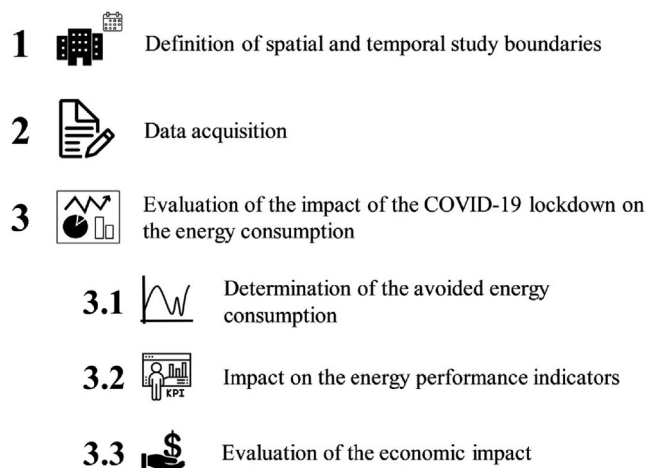 1 Definition of spatial and temporal study boundaries
2 Data acquisition
3 Evaluation of the impact of the COVID-19 lockdown on
the energy consumption
3.1 Determination of the avoided energy
consumption
3.2 KPI Impact on the energy performance indicators
3.3 $ Evaluation of the economic impact